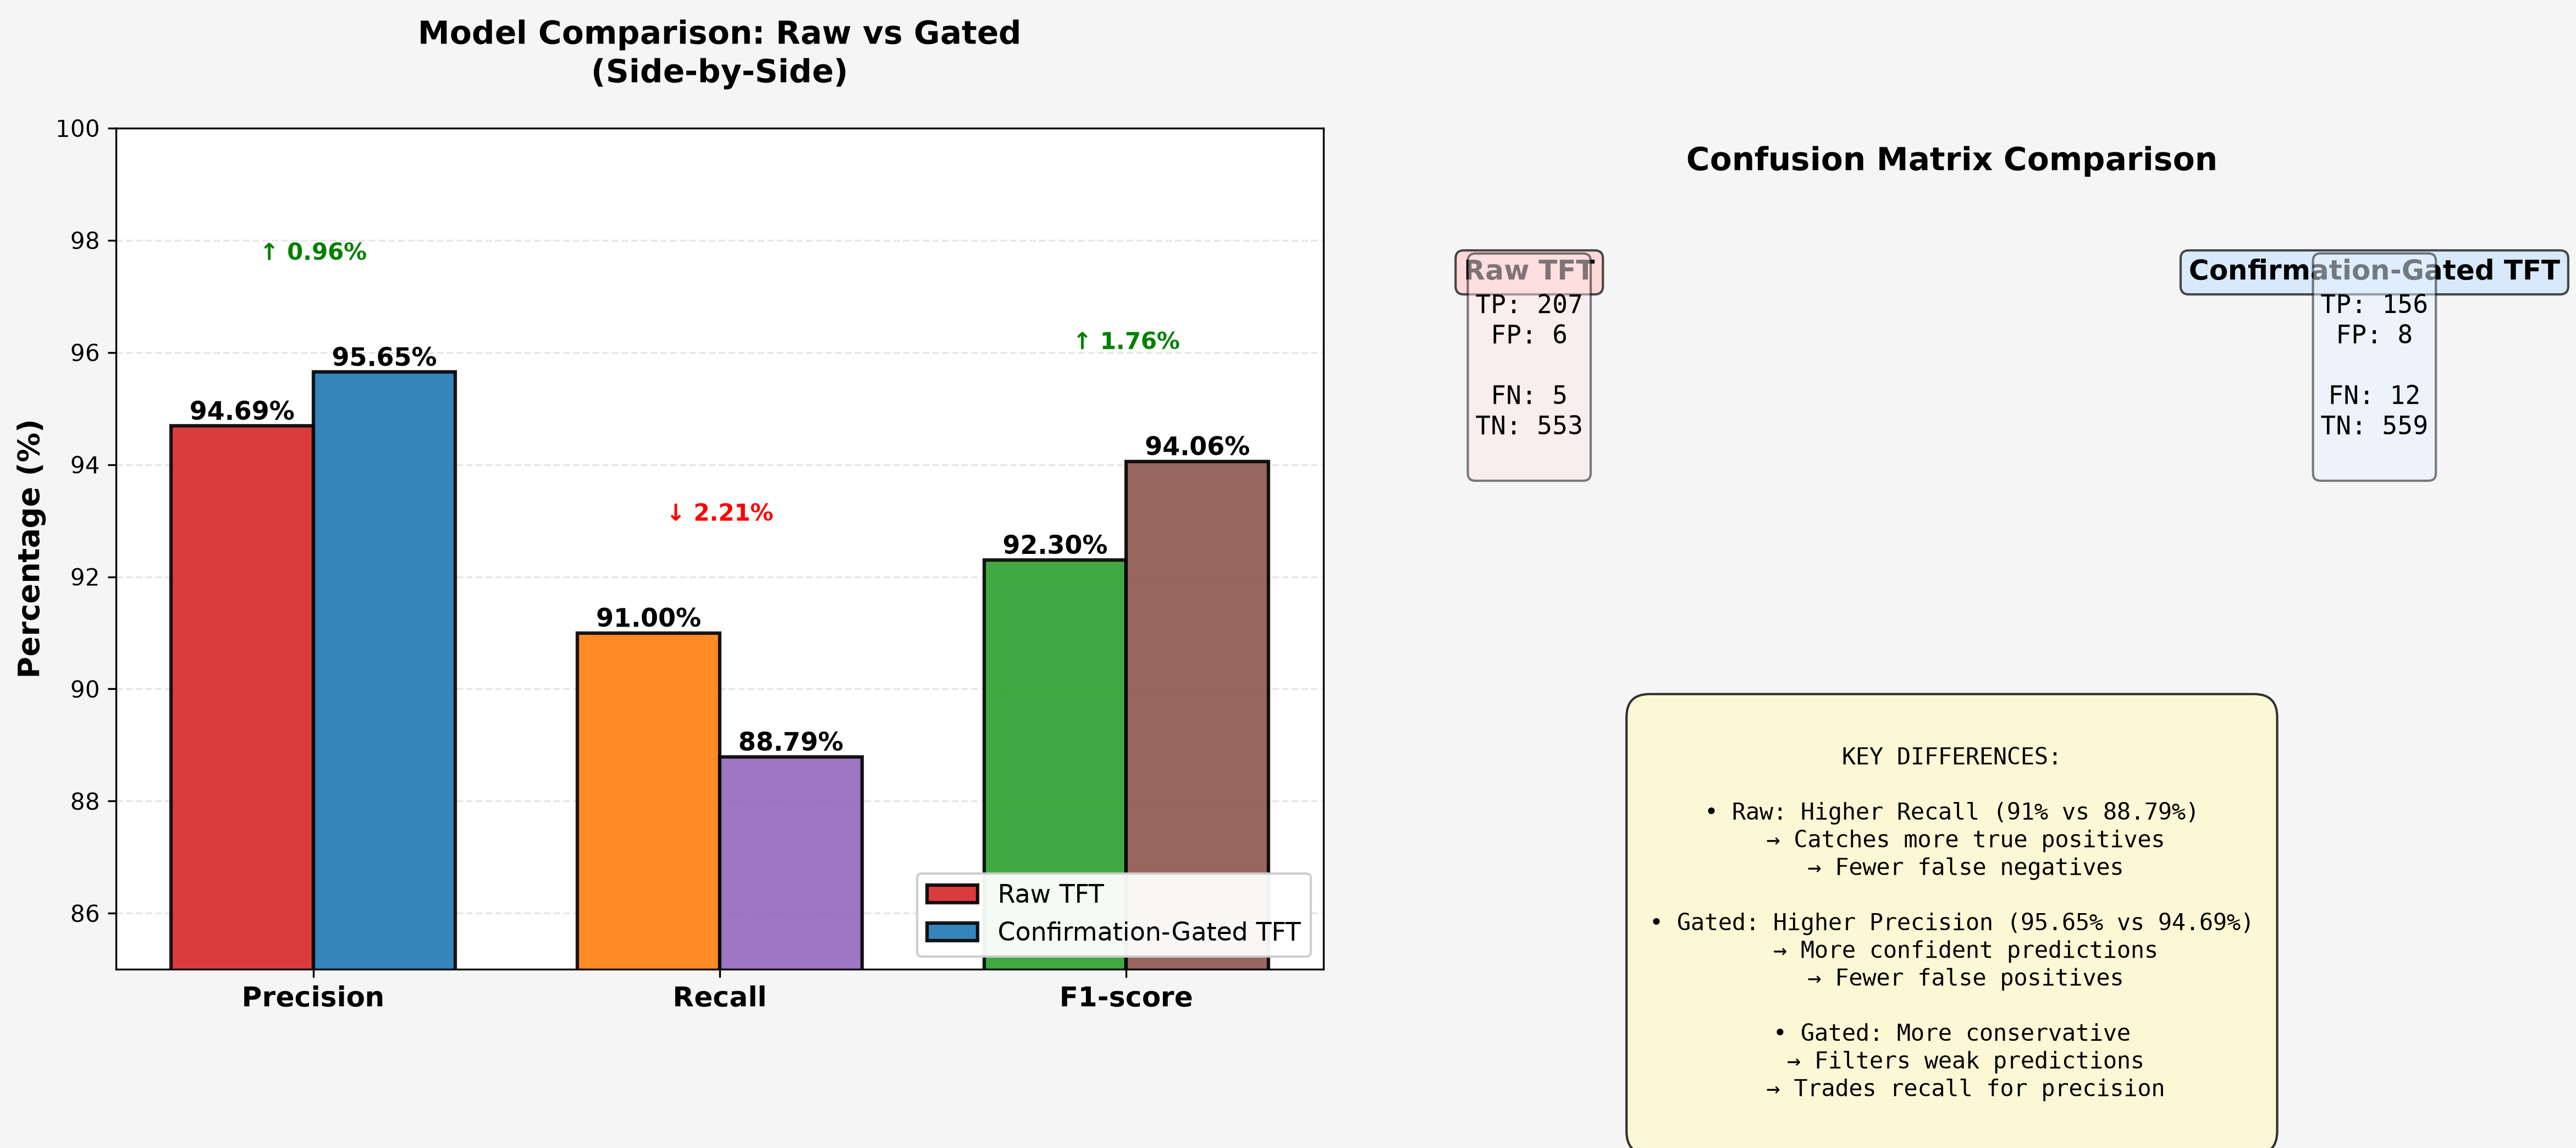 Model Comparison: Raw vs Gated
(Side-by-Side)
Percentage (%)
100
98
96
94
92
90
88
86
↑ 0.96%
94.69%
95.65%
↓ 2.21%
91.00%
88.79%
↑ 1.76%
92.30%
94.06%
Raw TFT
Confirmation-Gated TFT
Precision
Recall
F1-score
Confusion Matrix Comparison
Raw TFT
TP: 207
FP: 6
FN: 5
TN: 553
Confirmation-Gated TFT
TP: 156
FP: 8
FN: 12
TN: 559
KEY DIFFERENCES:
• Raw: Higher Recall (91% vs 88.79%)
→ Catches more true positives
→ Fewer false negatives
• Gated: Higher Precision (95.65% vs 94.69%)
→ More confident predictions
→ Fewer false positives
• Gated: More conservative
→ Filters weak predictions
→ Trades recall for precision